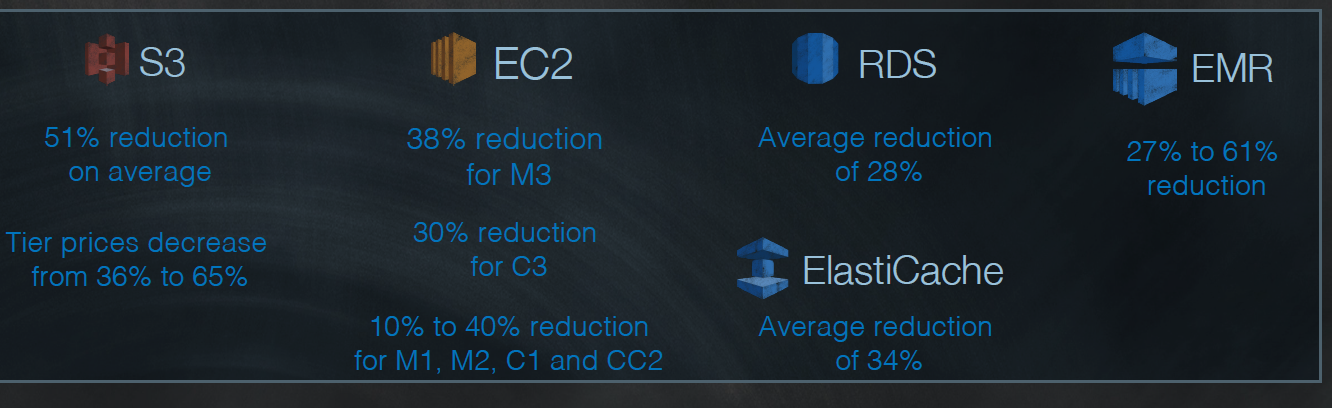 S3
51% reduction
on average
Tier prices decrease
from 36% to 65%
EC2
38% reduction
for M3
30% reduction
for C3
10% to 40% reduction
for M1, M2, C1 and CC2
RDS
Average reduction
of 28%
ElastiCache
Average reduction
of 34%
EMR
27% to 61%
reduction